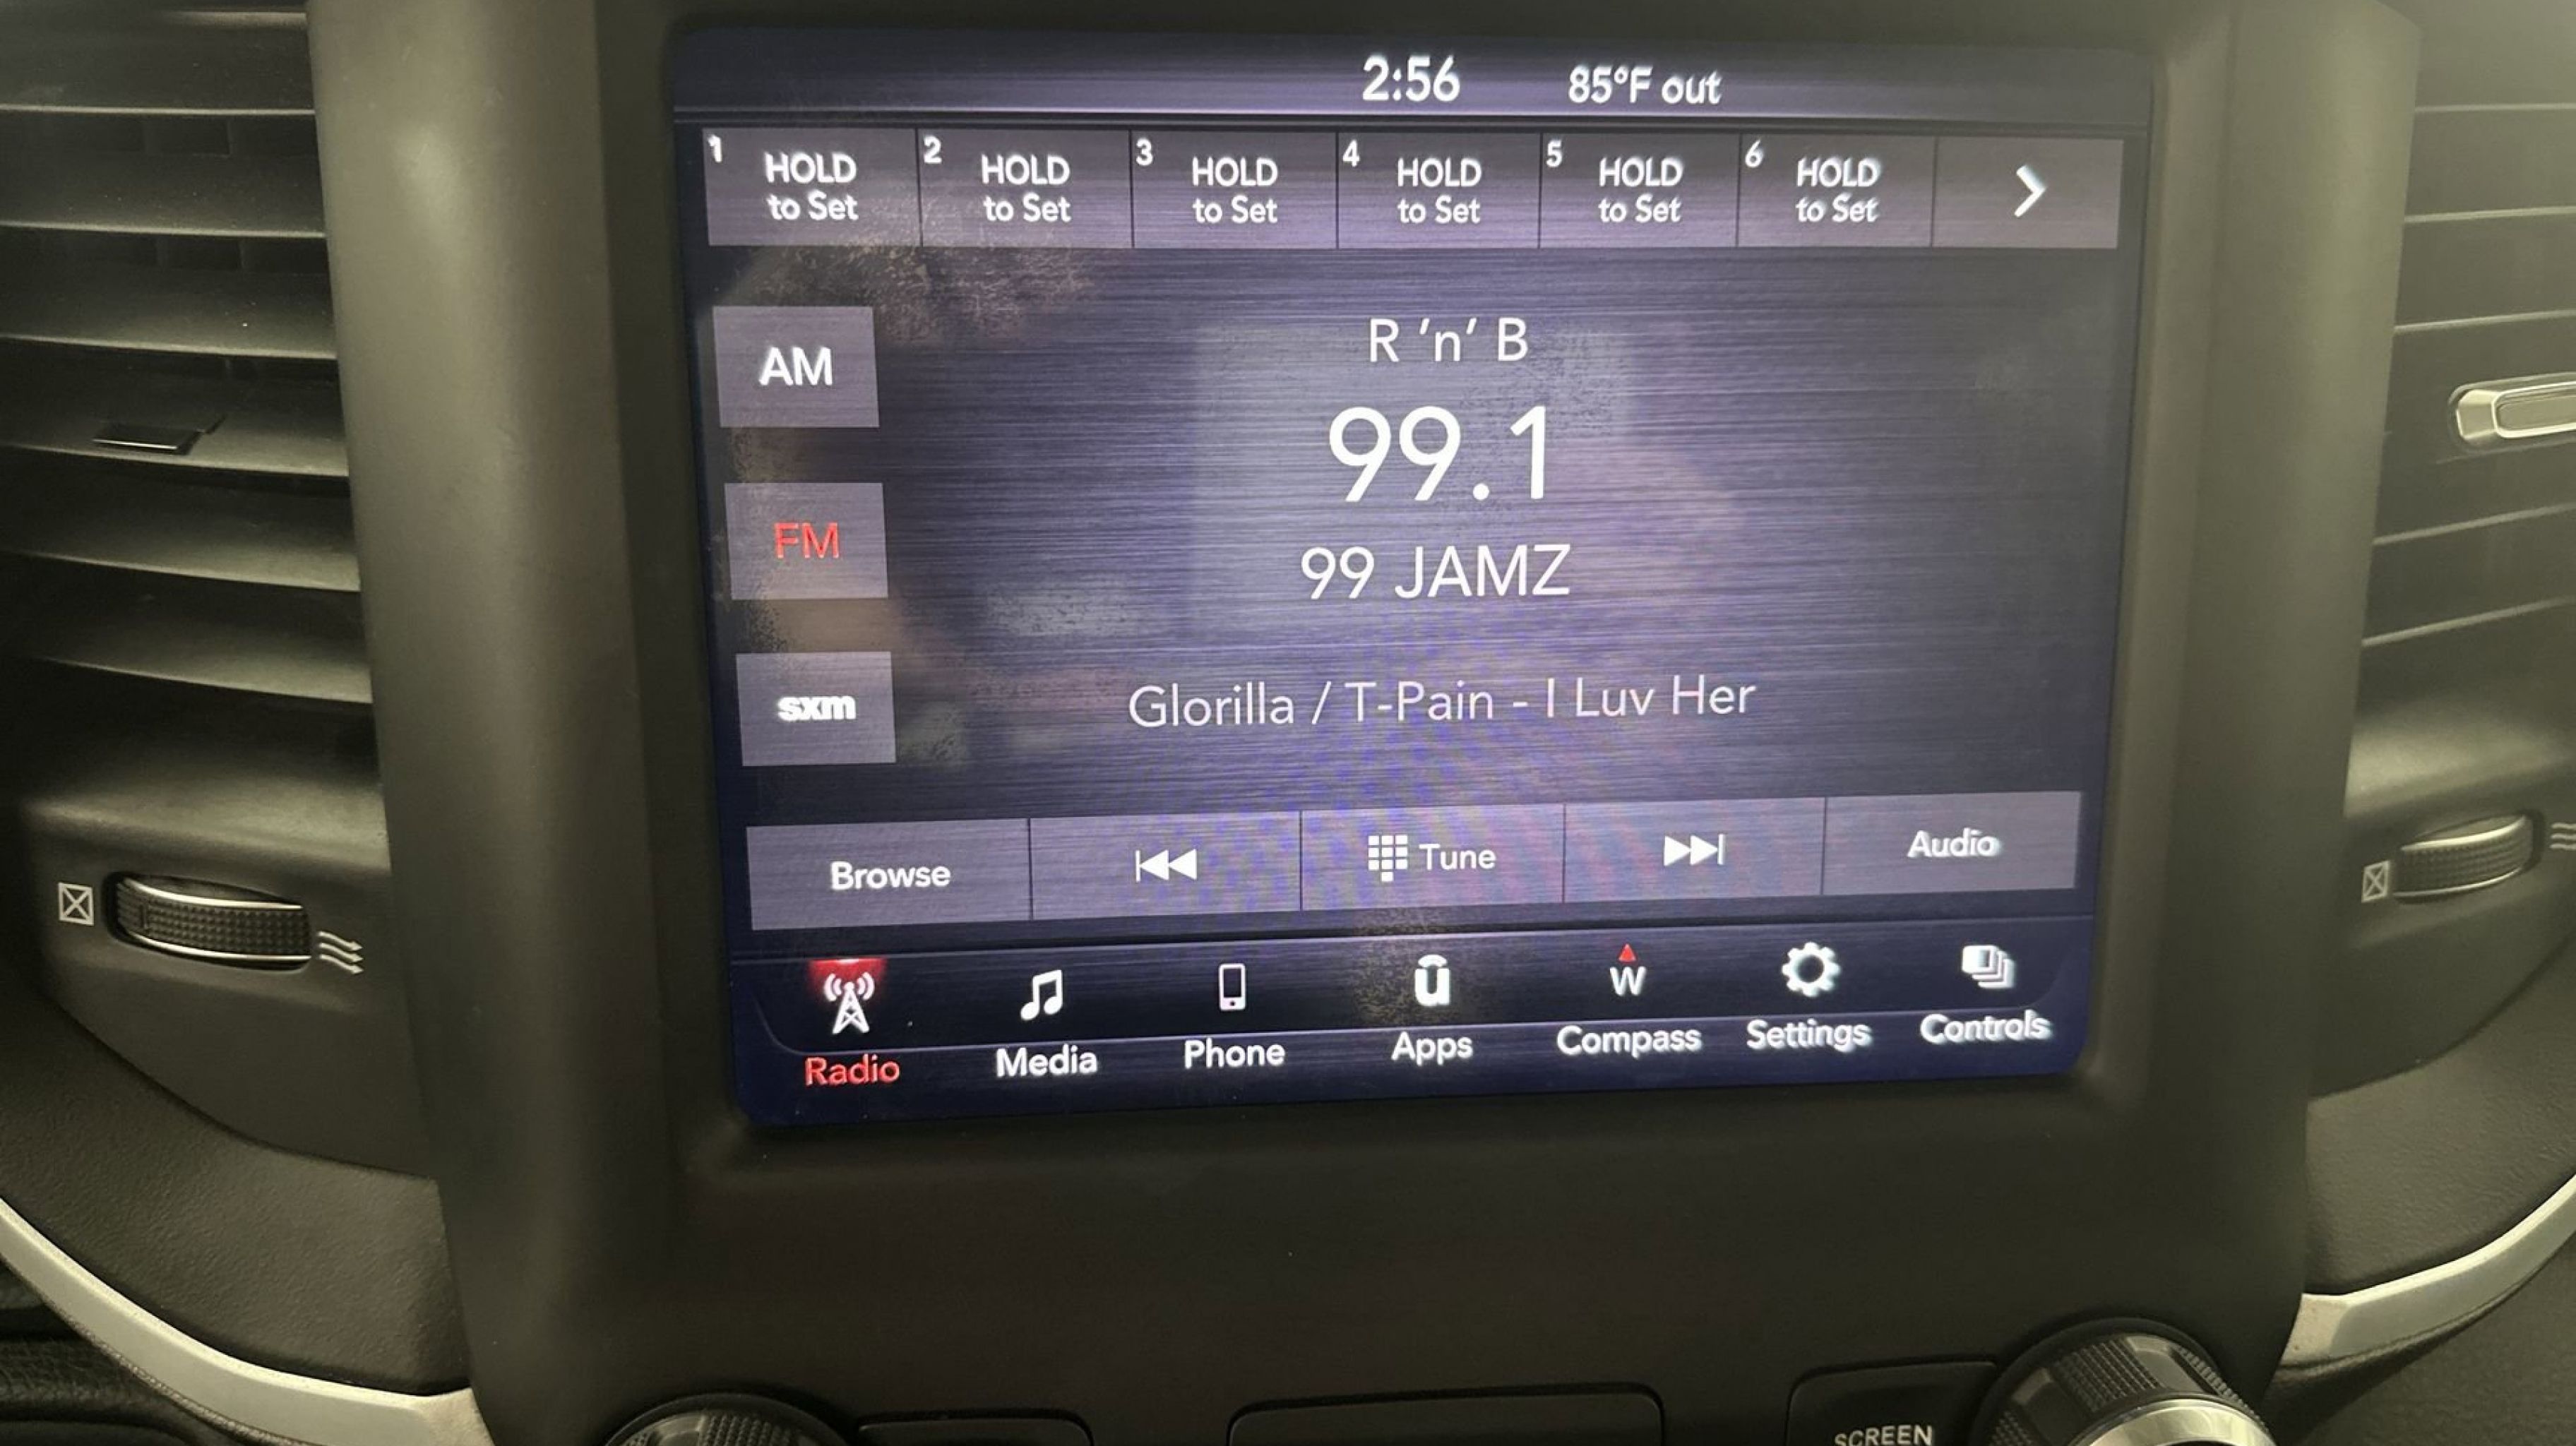 2:56 85°F out
1 HOLD to Set
2 HOLD to Set
3 HOLD to Set
4 HOLD to Set
5 HOLD to Set
6 HOLD to Set
AM
FM
sxm
R 'n' B
99.1
99 JAMZ
Glorilla / T-Pain - I Luv Her
Browse
Tune
Audio
W
Radio
Media
Phone
Apps
Compass
Settings
Controls
SCREEN